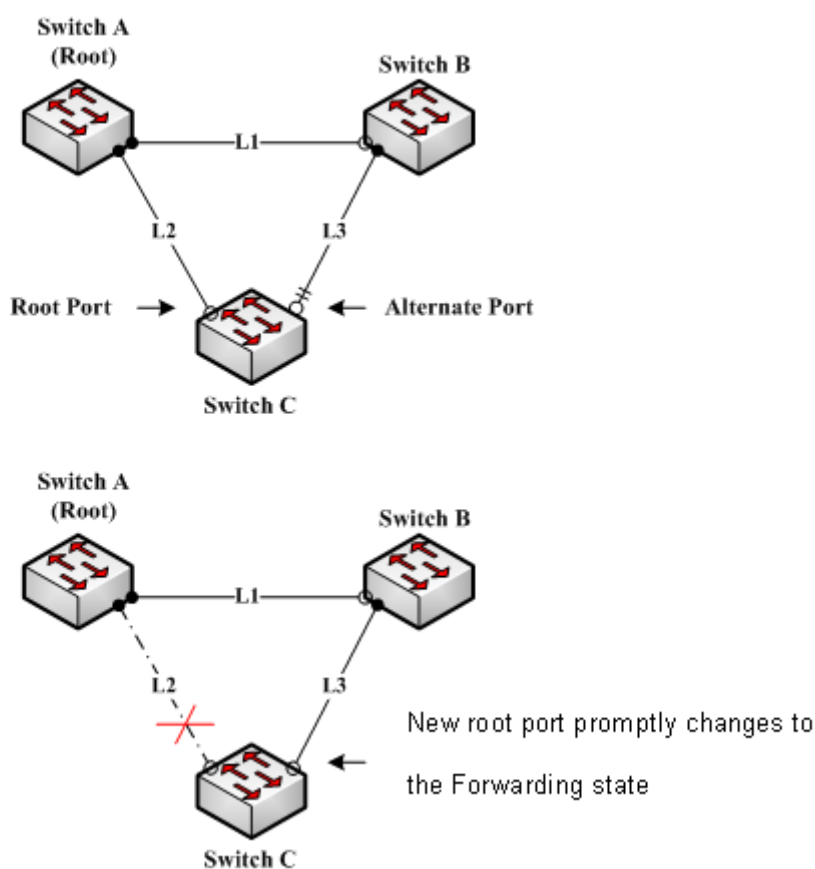 Switch A
(Root)
Switch B
L1
L2
L3
Root Port
Alternate Port
Switch C
Switch A
(Root)
Switch B
L1
L2
L3
New root port promptly changes to
the Forwarding state
Switch C